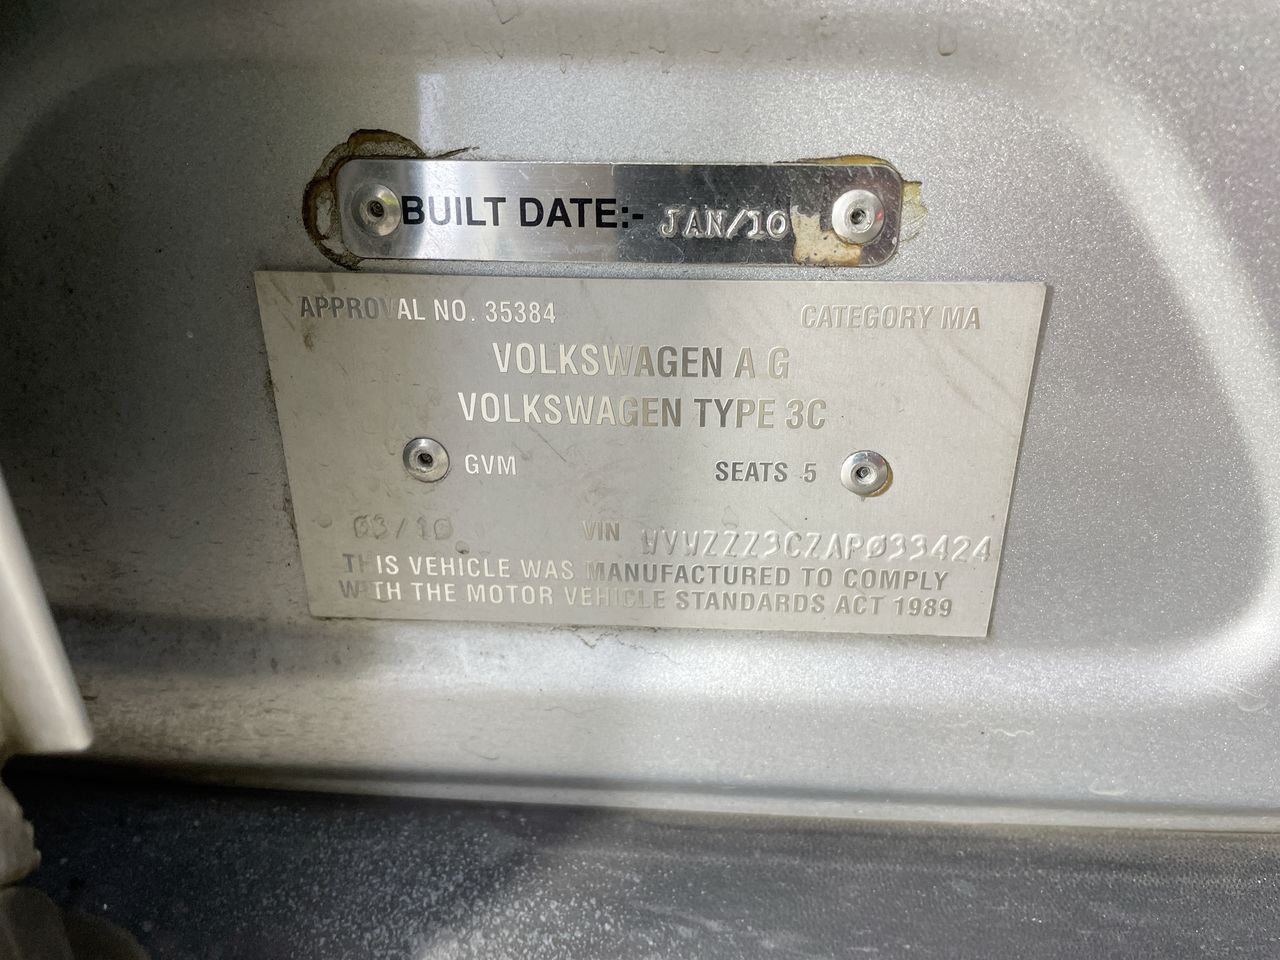 BUILT DATE:- JAN/10
APPROVAL NO. 35384 CATEGORY MA
VOLKSWAGEN A G
VOLKSWAGEN TYPE 3C
GVM SEATS 5
03/10 VIN WVWZZZ3CZAP033424
THIS VEHICLE WAS MANUFACTURED TO COMPLY
WITH THE MOTOR VEHICLE STANDARDS ACT 1989